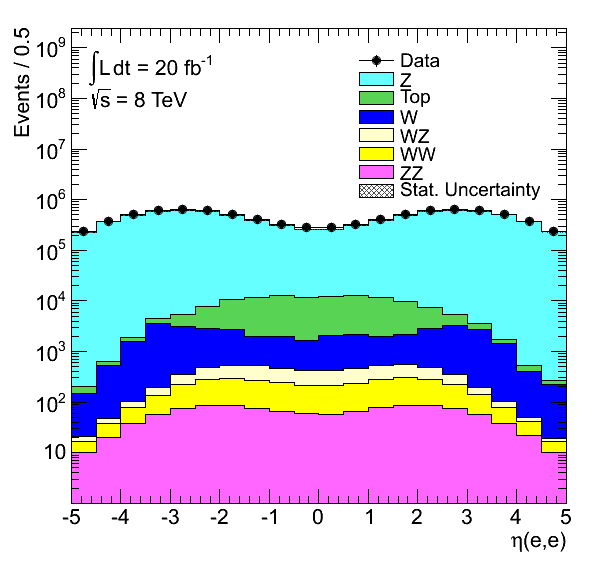 Events / 0.5
10⁹
10⁸
10⁷
10⁶
10⁵
10⁴
10³
10²
10
∫L dt = 20 fb⁻¹
√s = 8 TeV
Data
Z
Top
W
WZ
WW
ZZ
Stat. Uncertainty
-5 -4 -3 -2 -1 0 1 2 3 4 5
η(e,e)